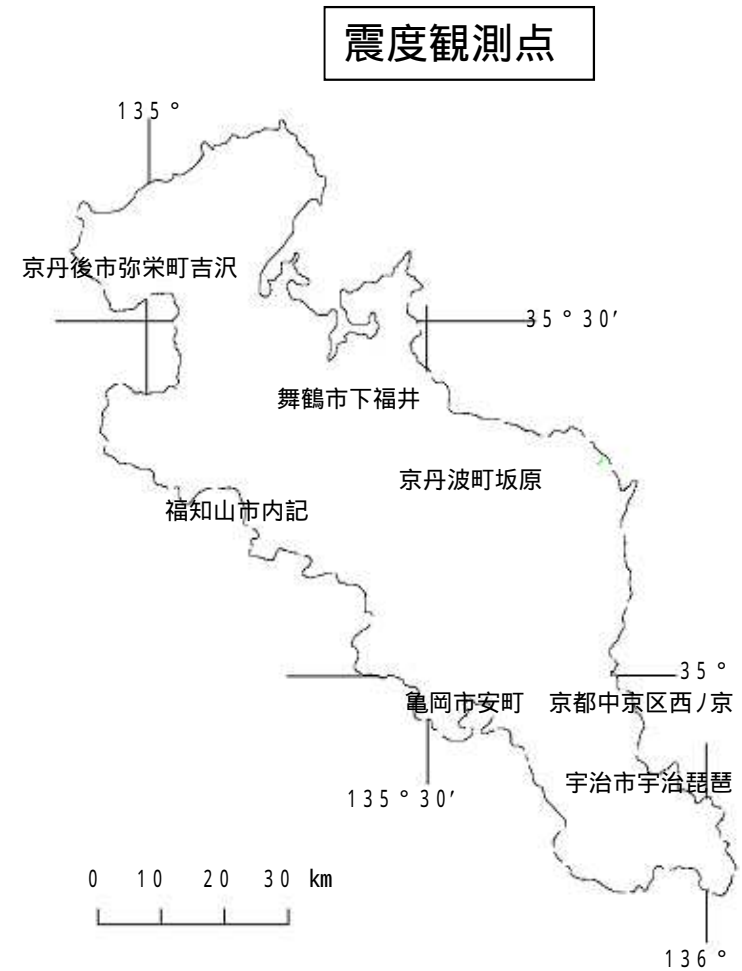 震度観測点
135°
京丹後市弥栄町吉沢
35°30′
舞鶴市下福井
京丹波町坂原
福知山市内記
35°
亀岡市安町
京都中京区西ノ京
宇治市宇治琵琶
135°30′
0 10 20 30 km
136°